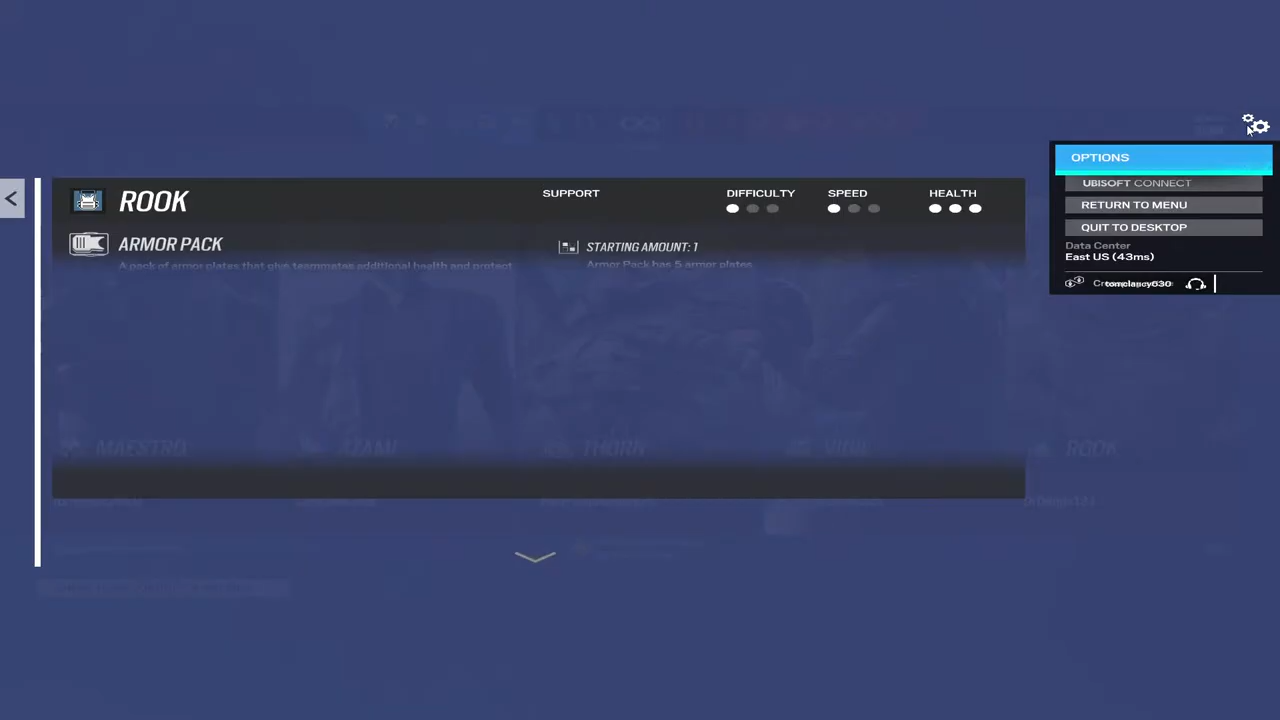 ROOK
SUPPORT
DIFFICULTY
SPEED
HEALTH
ARMOR PACK
A pack of armor plates that give teammates additional health and protect
STARTING AMOUNT: 1
Armor Pack has 5 armor plates
OPTIONS
UBISOFT CONNECT
RETURN TO MENU
QUIT TO DESKTOP
Data Center
East US (43ms)
MAESTRO
AZAMI
THORN
VIGIL
ROOK